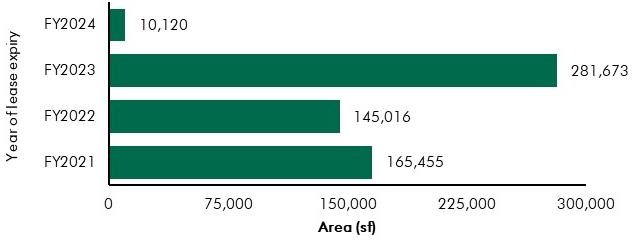 Year of lease expiry
FY2024 10,120
FY2023 281,673
FY2022 145,016
FY2021 165,455
0 75,000 150,000 225,000 300,000
Area (sf)